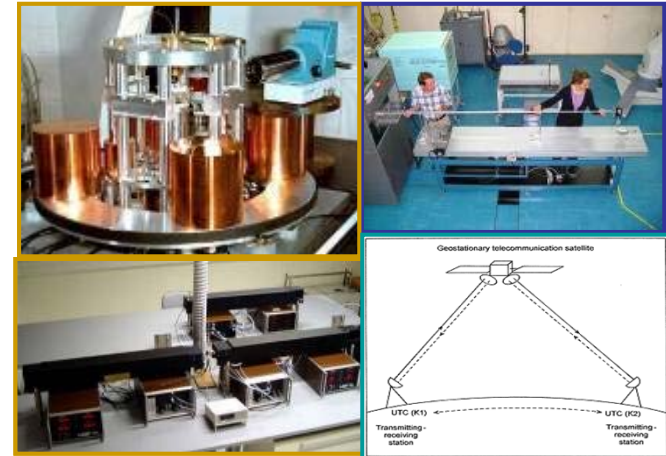 Geostationary telecommunication satellite
UTC (K1)
UTC (K2)
Transmitting-
receiving
station
Transmitting-
receiving
station